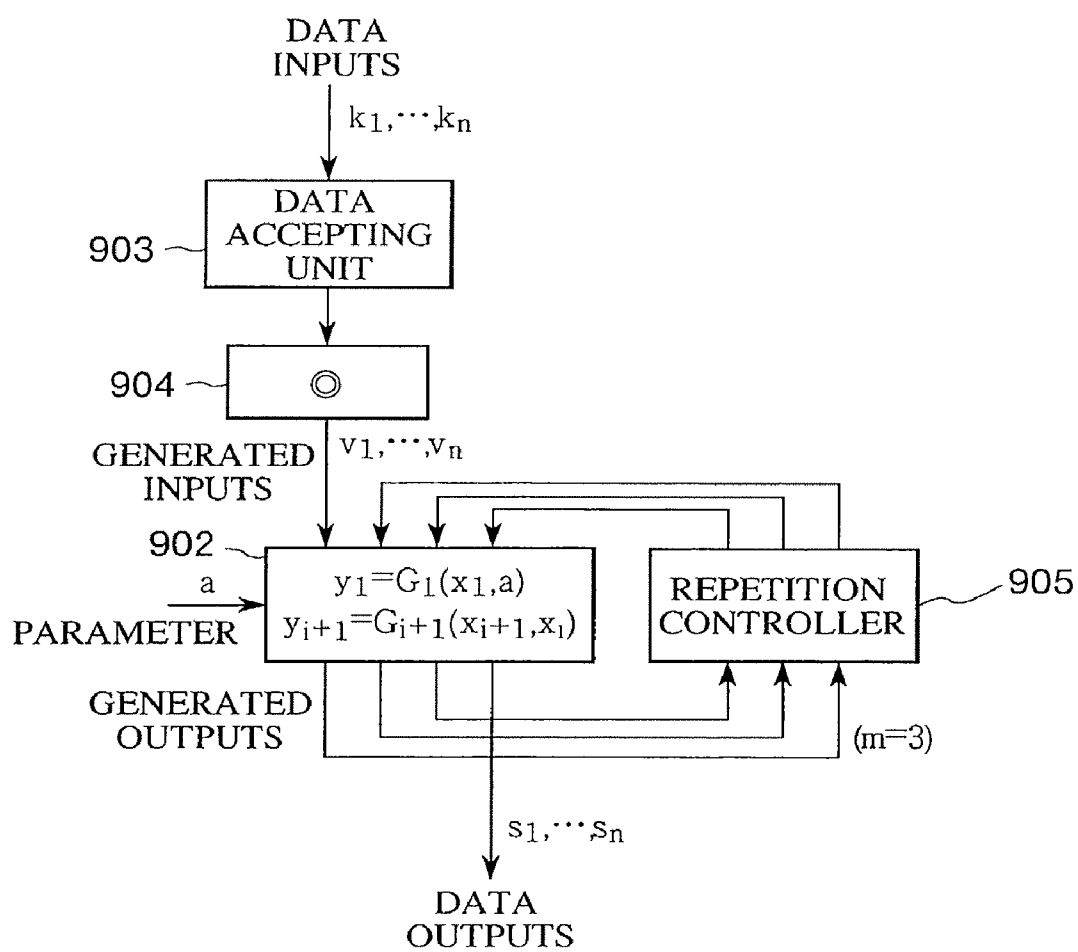 DATA
INPUTS
k1,···,kn
DATA
ACCEPTING
UNIT
903
904
◎
GENERATED
INPUTS
v1,···,vn
902
a
PARAMETER
y1=G1(x1,a)
yi+1=Gi+1(xi+1,xi)
REPETITION
CONTROLLER
905
GENERATED
OUTPUTS
(m=3)
s1,···,sn
DATA
OUTPUTS